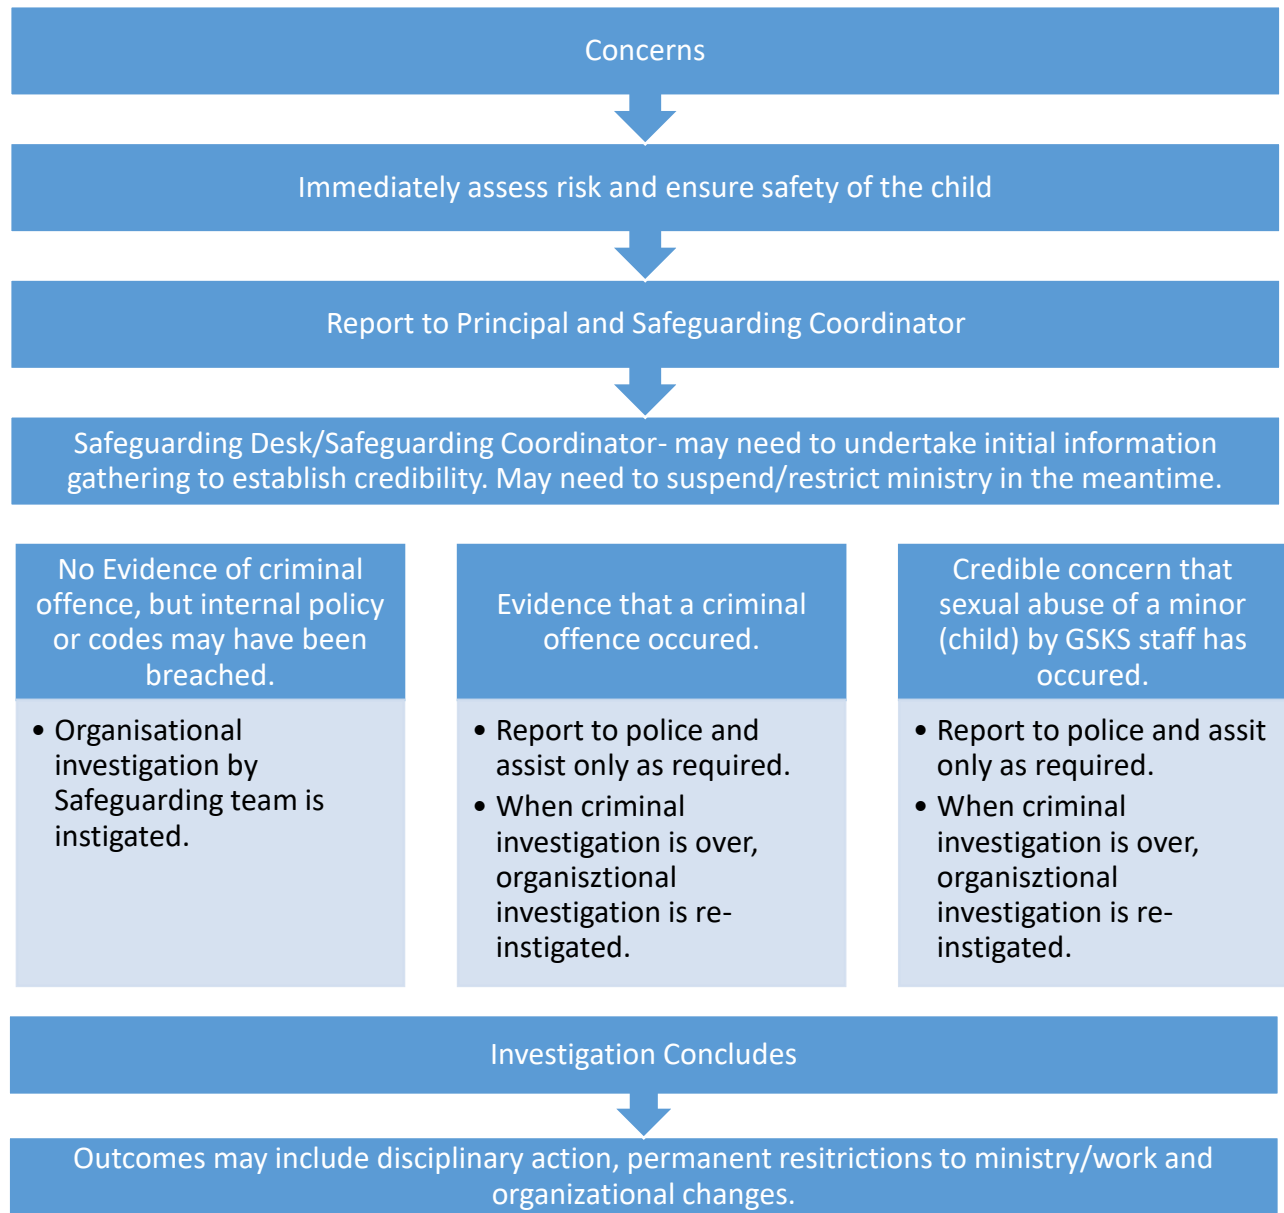 Concerns
Immediately assess risk and ensure safety of the child
Report to Principal and Safeguarding Coordinator
Safeguarding Desk/Safeguarding Coordinator- may need to undertake initial information
gathering to establish credibility. May need to suspend/restrict ministry in the meantime.
No Evidence of criminal
offence, but internal policy
or codes may have been
breached.
• Organisational
investigation by
Safeguarding team is
instigated.
Evidence that a criminal
offence occured.
• Report to police and
assist only as required.
• When criminal
investigation is over,
organisztional
investigation is re-
instigated.
Credible concern that
sexual abuse of a minor
(child) by GSKS staff has
occured.
• Report to police and assit
only as required.
• When criminal
investigation is over,
organisztional
investigation is re-
instigated.
Investigation Concludes
Outcomes may include disciplinary action, permanent resitrictions to ministry/work and
organizational changes.